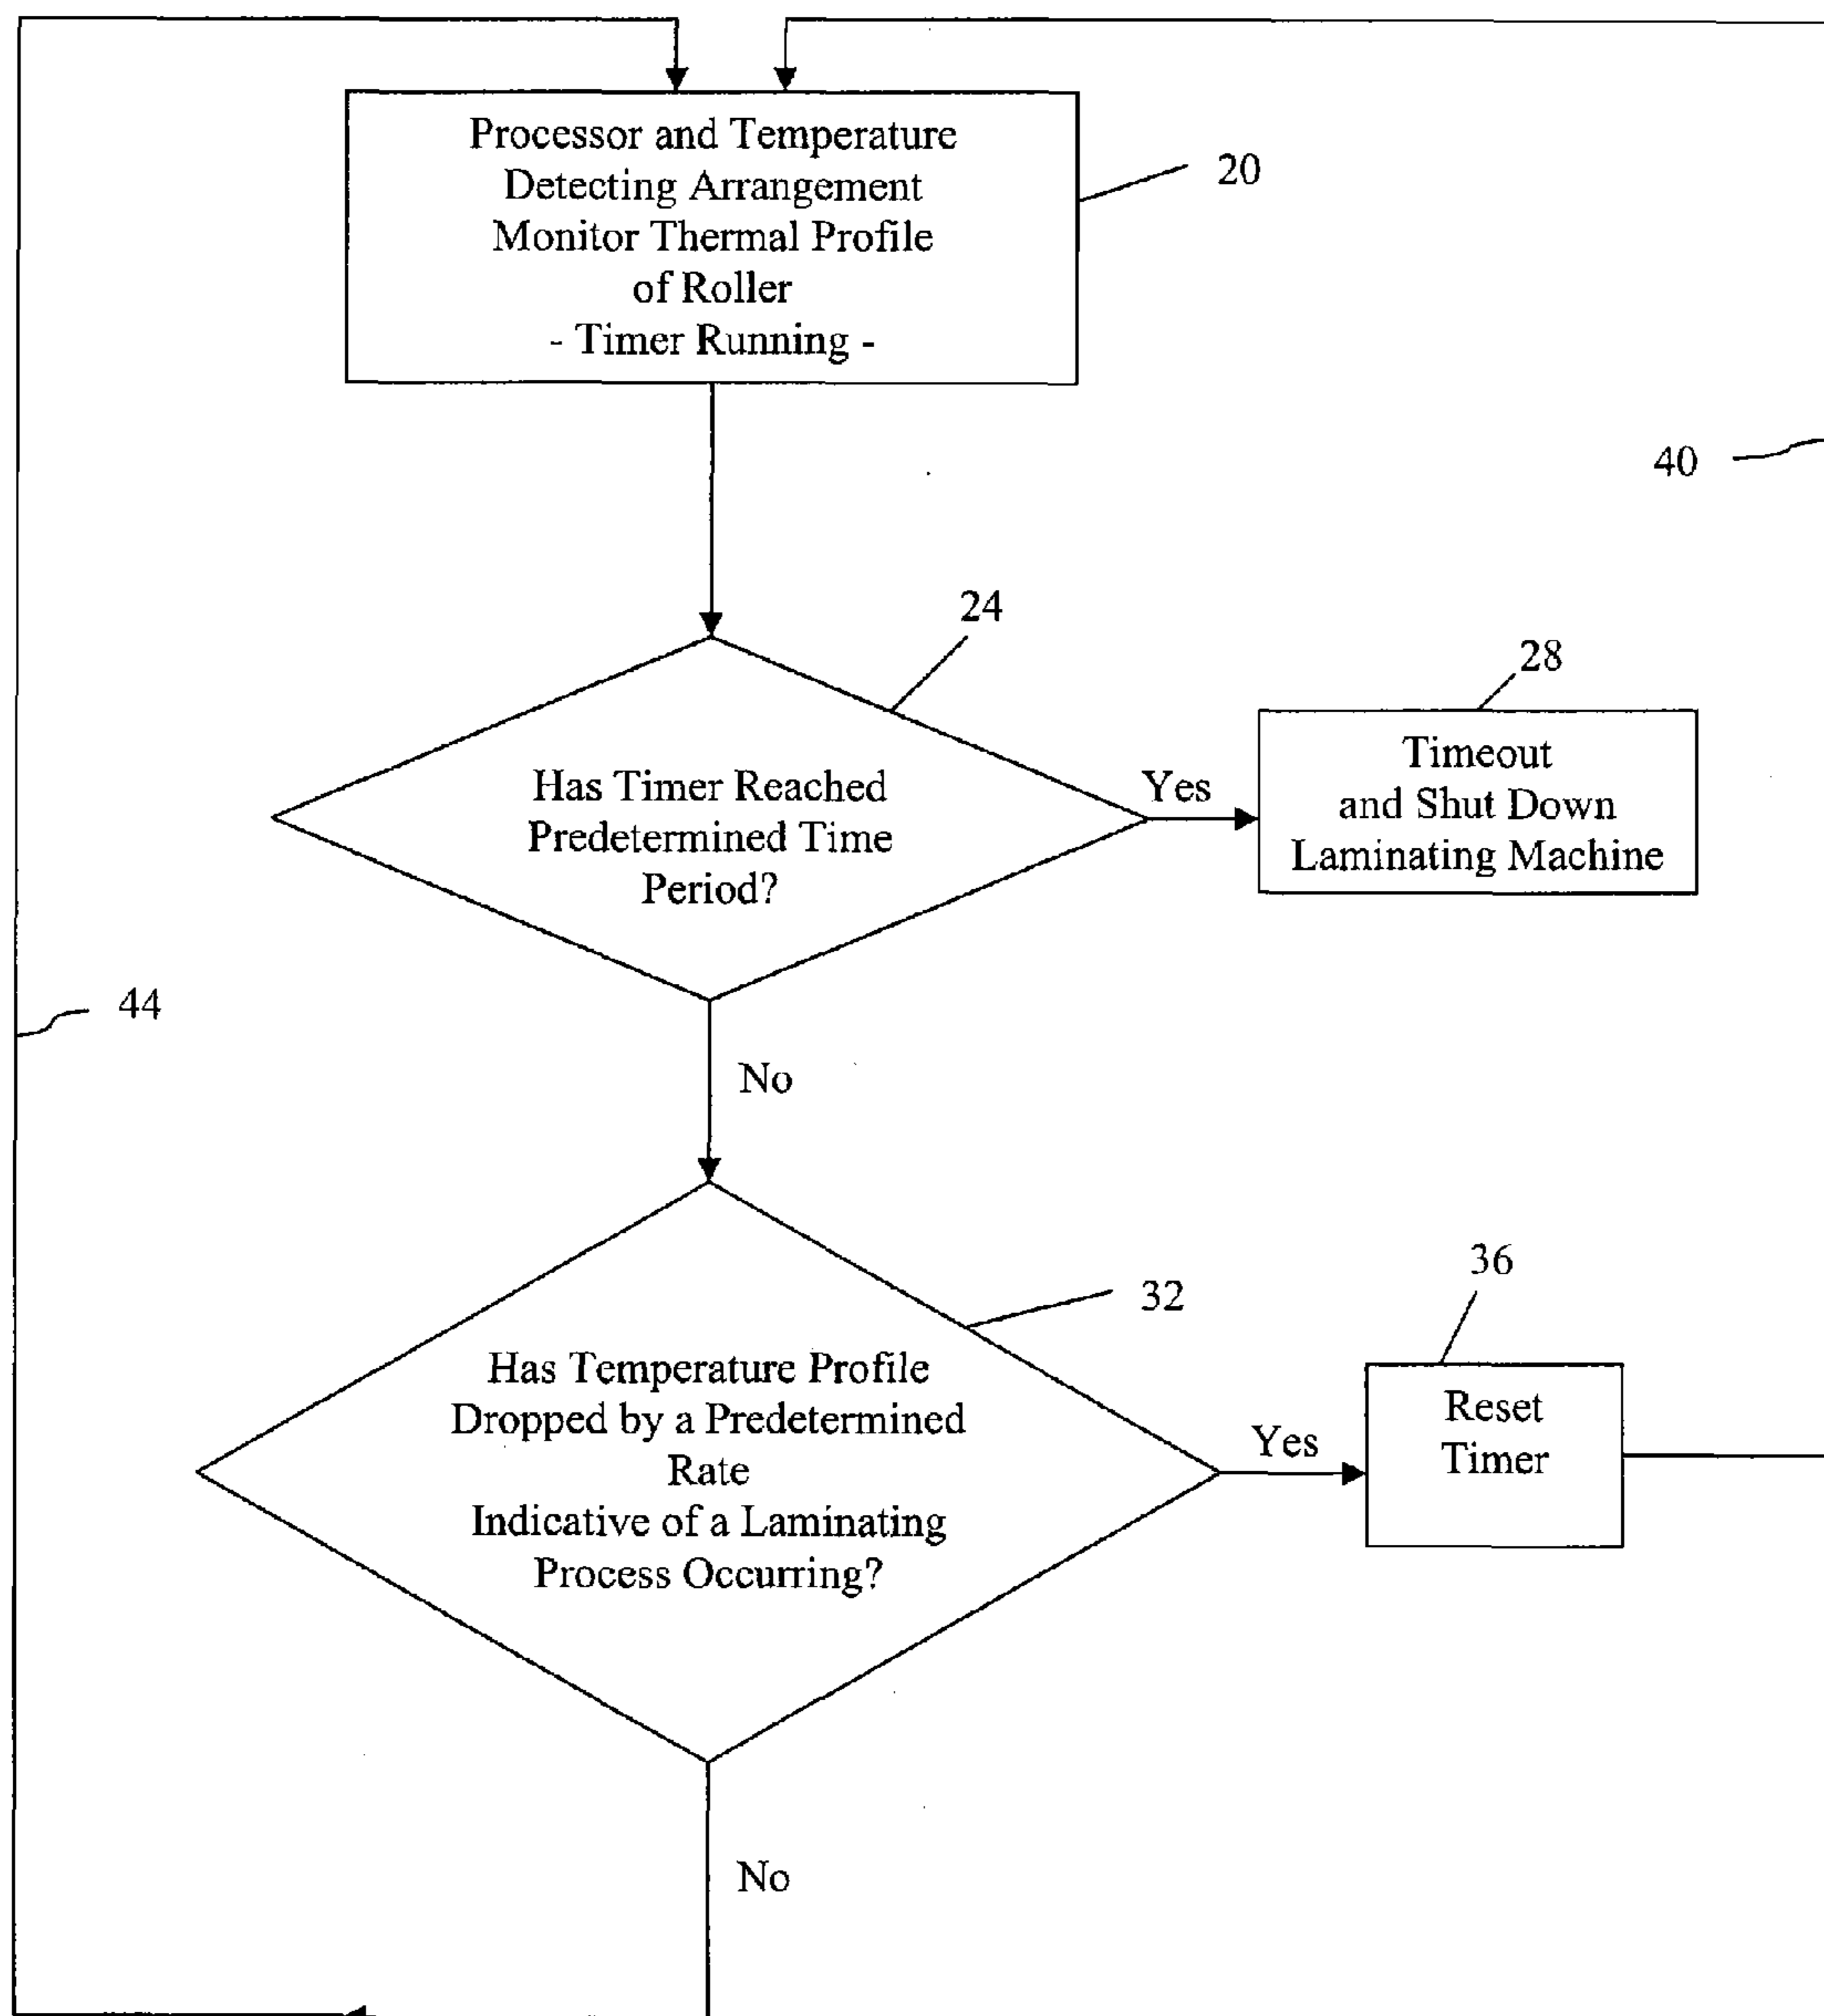 Processor and Temperature
Detecting Arrangement
Monitor Thermal Profile
of Roller
- Timer Running -
20
40
24
Has Timer Reached
Predetermined Time
Period?
Yes
28
Timeout
and Shut Down
Laminating Machine
44
No
32
Has Temperature Profile
Dropped by a Predetermined
Rate
Indicative of a Laminating
Process Occurring?
Yes
36
Reset
Timer
No